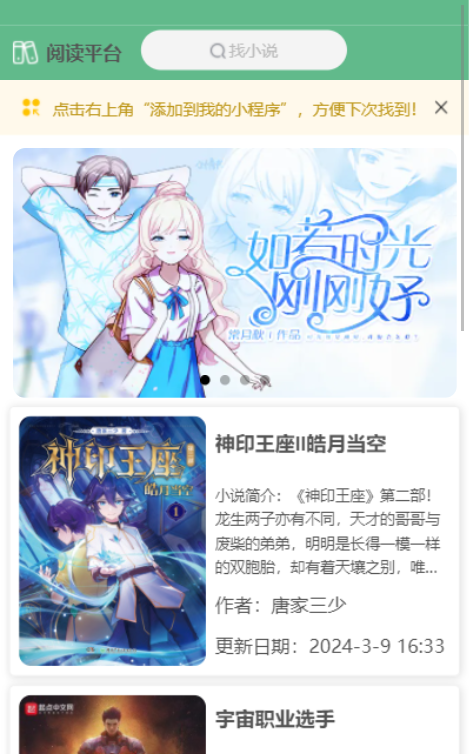 阅读平台
找小说
点击右上角“添加到我的小程序”，方便下次找到！
如若时光
刚刚好
神印王座
皓月当空
1
神印王座II皓月当空
小说简介：《神印王座》第二部！
龙生两子亦有不同，天才的哥哥与
废柴的弟弟，明明是长得一模一样
的双胞胎，却有着天壤之别，唯...
作者：唐家三少
更新日期：2024-3-9 16:33
起点中文网
宇宙职业选手